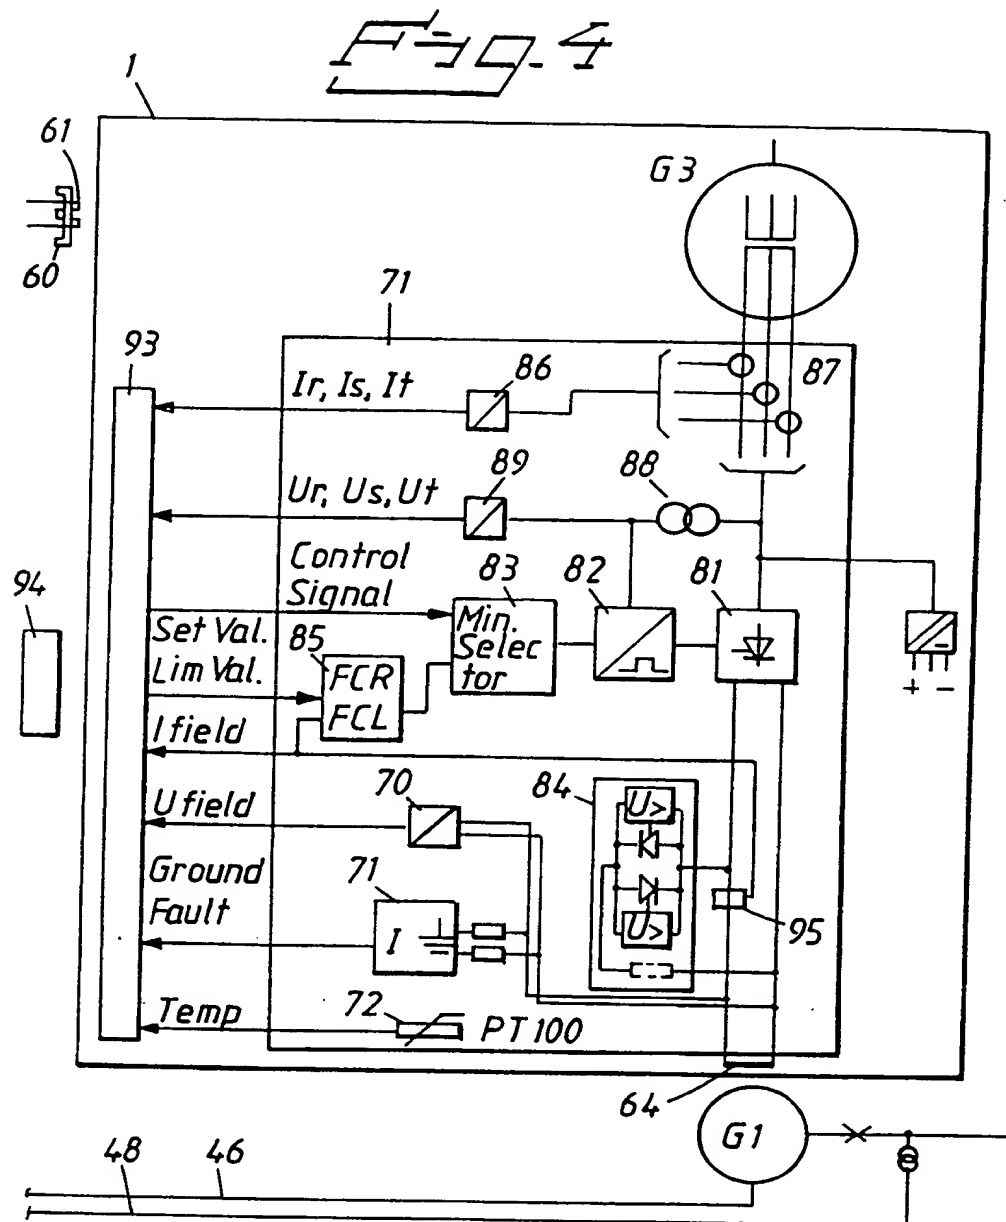 Fig. 4
1
61
60
G3
71
93
87
Ir, Is, It
86
88
Ur, Us, Ut
89
Control
Signal
83
82
81
94
Min.
Selec
tor
Set Val.
Lim Val.
85
FCR
FCL
+ -
I field
U field
70
84
U>
U>
Ground
Fault
71
I
95
Temp
72
PT100
64
G1
48
46